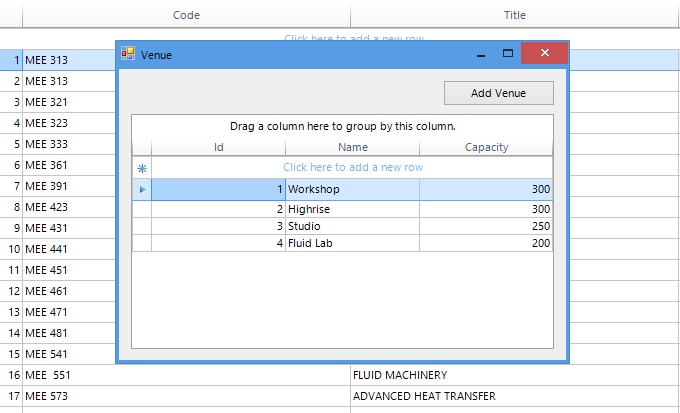 Code Title
Click here to add a new row
Venue
Add Venue
Drag a column here to group by this column.
Id Name Capacity
Click here to add a new row
1 Workshop 300
2 Highrise 300
3 Studio 250
4 Fluid Lab 200
1 MEE 313
2 MEE 313
3 MEE 321
4 MEE 323
5 MEE 333
6 MEE 361
7 MEE 391
8 MEE 423
9 MEE 431
10 MEE 441
11 MEE 451
12 MEE 461
13 MEE 471
14 MEE 481
15 MEE 541
16 MEE  551 FLUID MACHINERY
17 MEE 573 ADVANCED HEAT TRANSFER